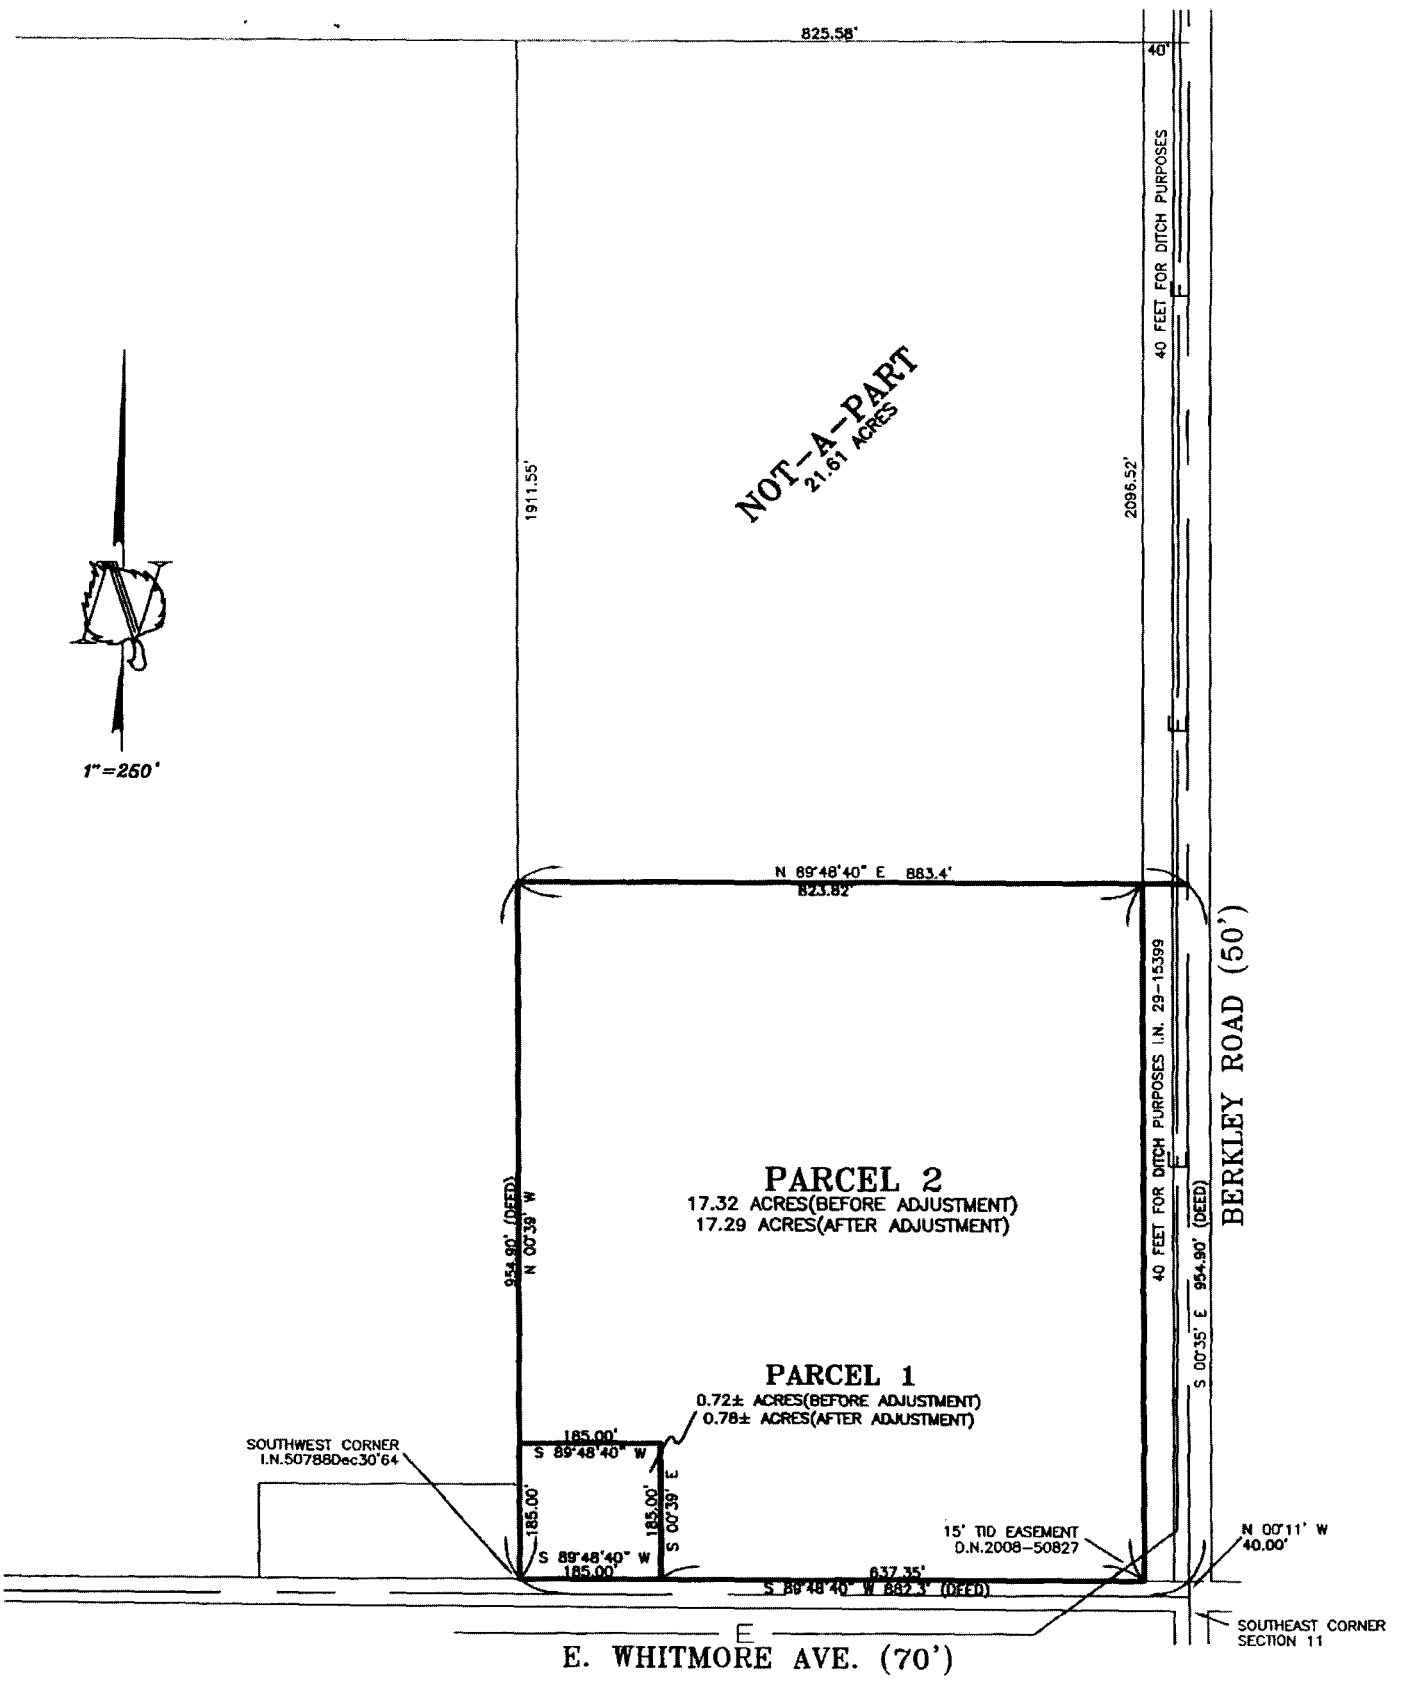 825.58'
40'
40 FEET FOR DITCH PURPOSES
E
NOT-A-PART
21.61 ACRES
1911.55'
2096.52'
N
1"=250'
E
N 89°48'40" E 883.4'
823.82'
BERKLEY ROAD (50')
40 FEET FOR DITCH PURPOSES I.N. 29-15399
E
954.90' (DEED)
N 00°39' W
PARCEL 2
17.32 ACRES(BEFORE ADJUSTMENT)
17.29 ACRES(AFTER ADJUSTMENT)
S 00°35' E 954.90' (DEED)
PARCEL 1
0.72± ACRES(BEFORE ADJUSTMENT)
0.78± ACRES(AFTER ADJUSTMENT)
185.00'
S 89°48'40" W
SOUTHWEST CORNER
I.N.50788Dec30'64
185.00'
185.00'
S 00°39' E
S 89°48'40" W
185.00'
15' TID EASEMENT
D.N.2008-50827
N 00°11' W
40.00'
637.35'
S 89°48'40" W 882.3' (DEED)
SOUTHEAST CORNER
SECTION 11
E
E. WHITMORE AVE. (70')